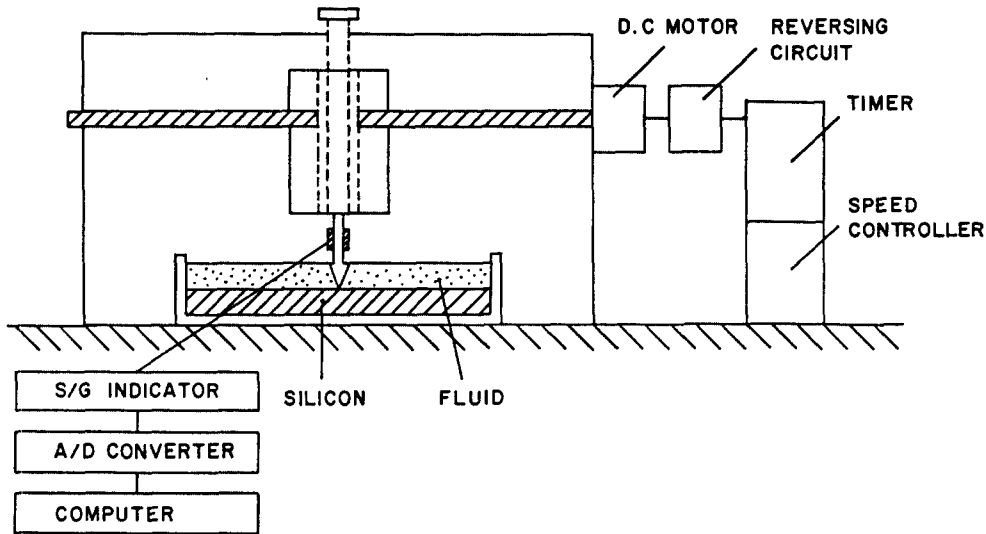 D.C MOTOR
REVERSING
CIRCUIT
TIMER
SPEED
CONTROLLER
S/G INDICATOR
SILICON
FLUID
A/D CONVERTER
COMPUTER